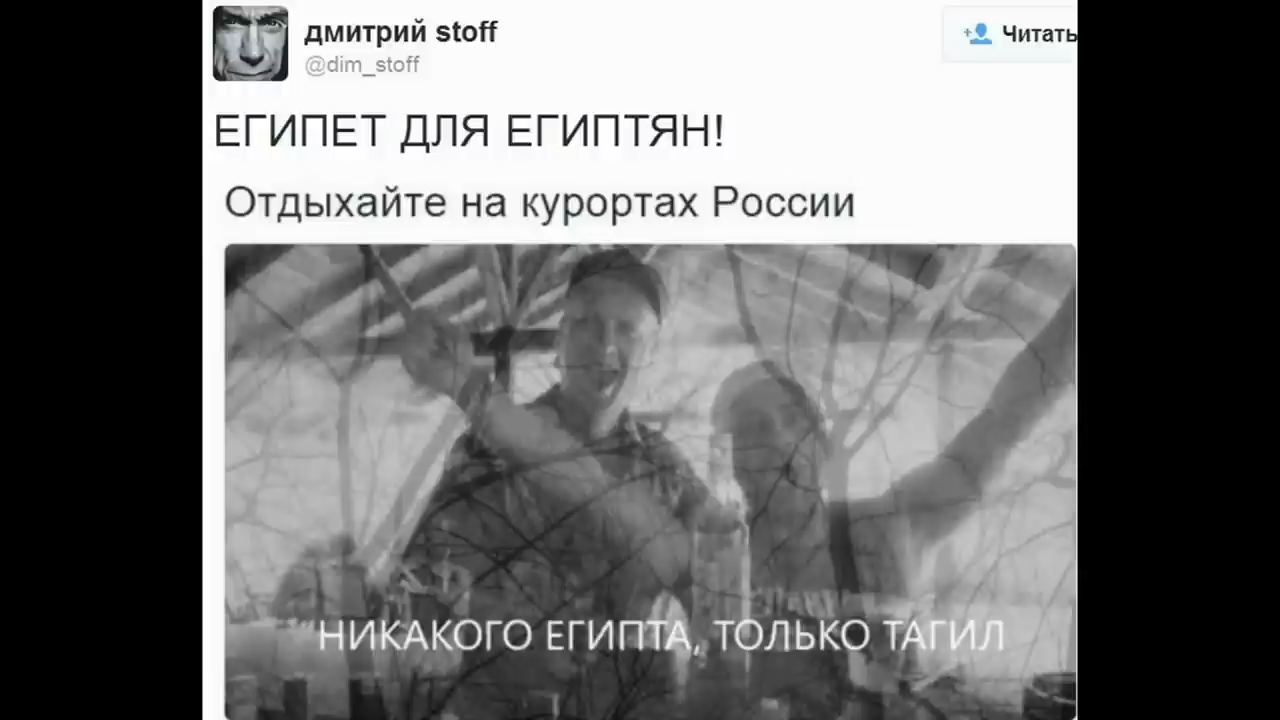 дмитрий stoff
@dim_stoff
Читать
ЕГИПЕТ ДЛЯ ЕГИПТЯН!
Отдыхайте на курортах России
НИКАКОГО ЕГИПТА, ТОЛЬКО ТАГИЛ